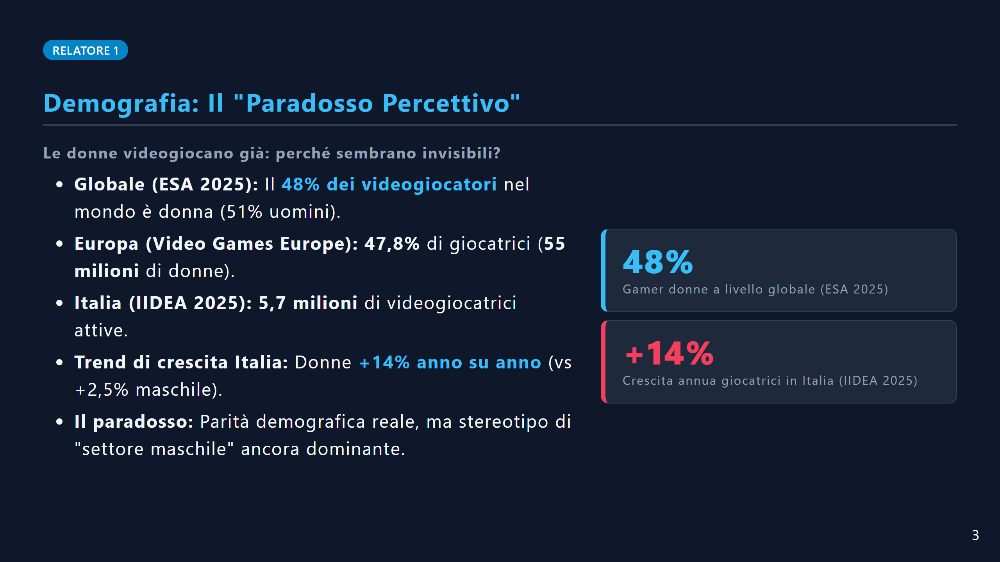 RELATORE 1
Demografia: Il "Paradosso Percettivo"
Le donne videogiocano già: perché sembrano invisibili?
• Globale (ESA 2025): Il 48% dei videogiocatori nel
mondo è donna (51% uomini).
• Europa (Video Games Europe): 47,8% di giocatrici (55
milioni di donne).
• Italia (IIDEA 2025): 5,7 milioni di videogiocatrici
attive.
• Trend di crescita Italia: Donne +14% anno su anno (vs
+2,5% maschile).
• Il paradosso: Parità demografica reale, ma stereotipo di
"settore maschile" ancora dominante.
48%
Gamer donne a livello globale (ESA 2025)
+14%
Crescita annua giocatrici in Italia (IIDEA 2025)
3